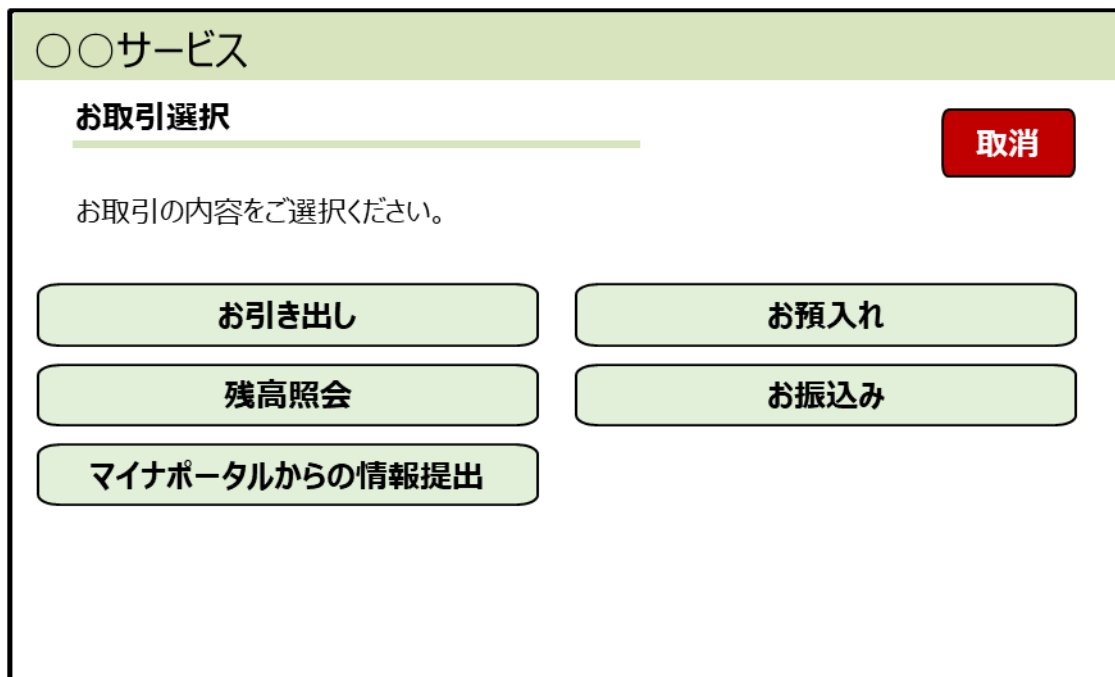 ○○サービス
お取引選択
取消
お取引の内容をご選択ください。
お引き出し
お預入れ
残高照会
お振込み
マイナポータルからの情報提出